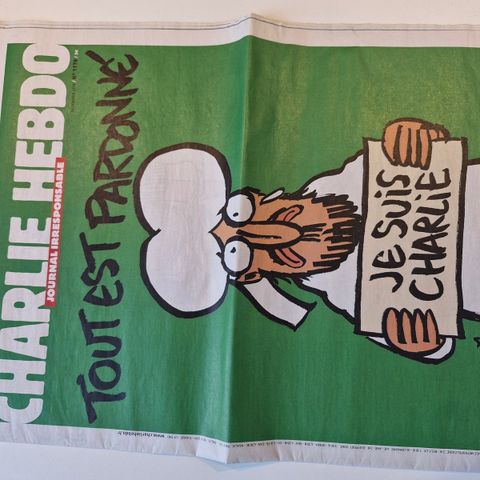 CHARLIE HEBDO
JOURNAL IRRESPONSABLE
TOUT EST PARDONNÉ
JE SUIS
CHARLIE